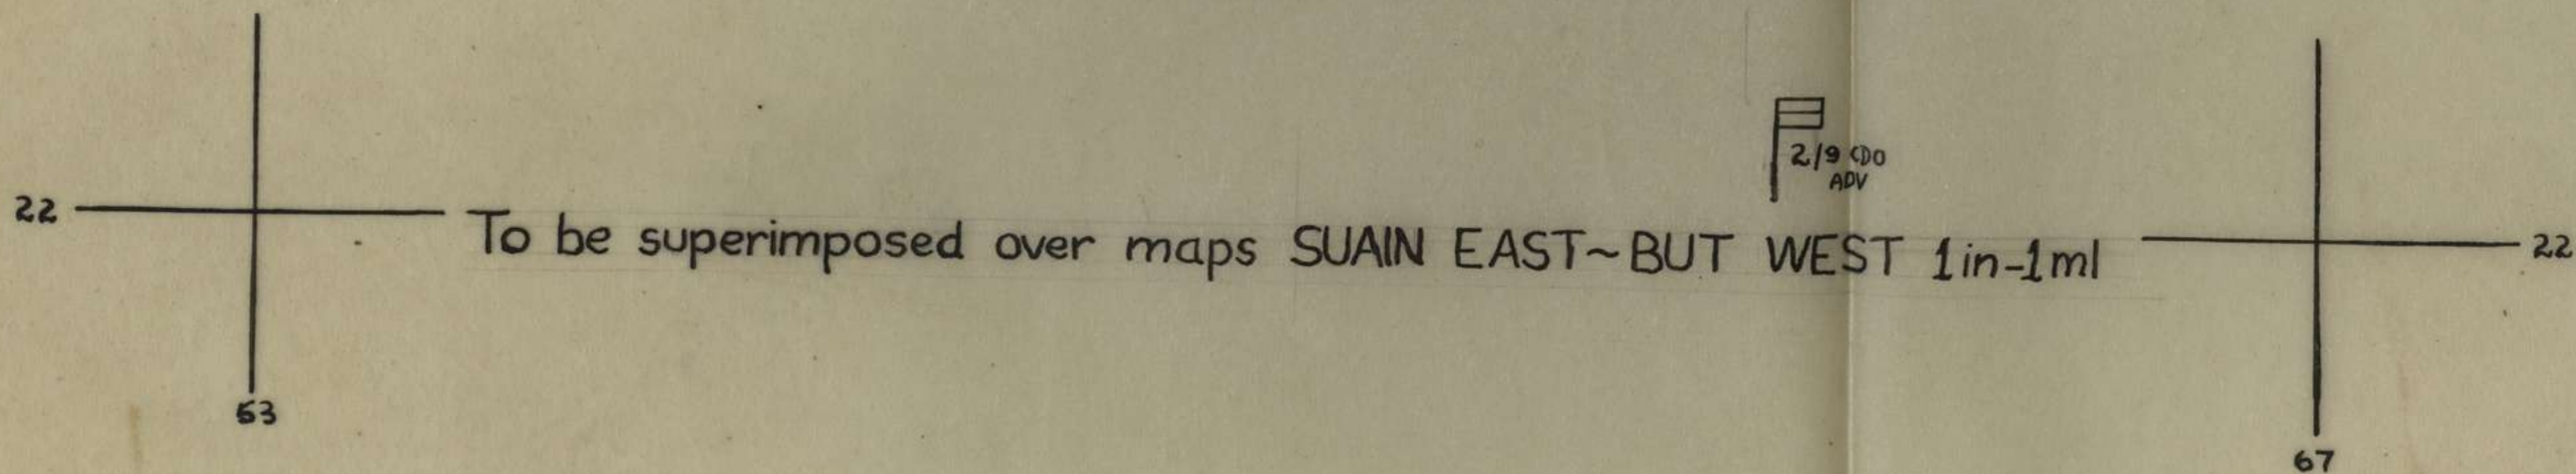 2/9 CDO
ADV
22
To be superimposed over maps SUAIN EAST~BUT WEST 1in-1ml
22
53
67